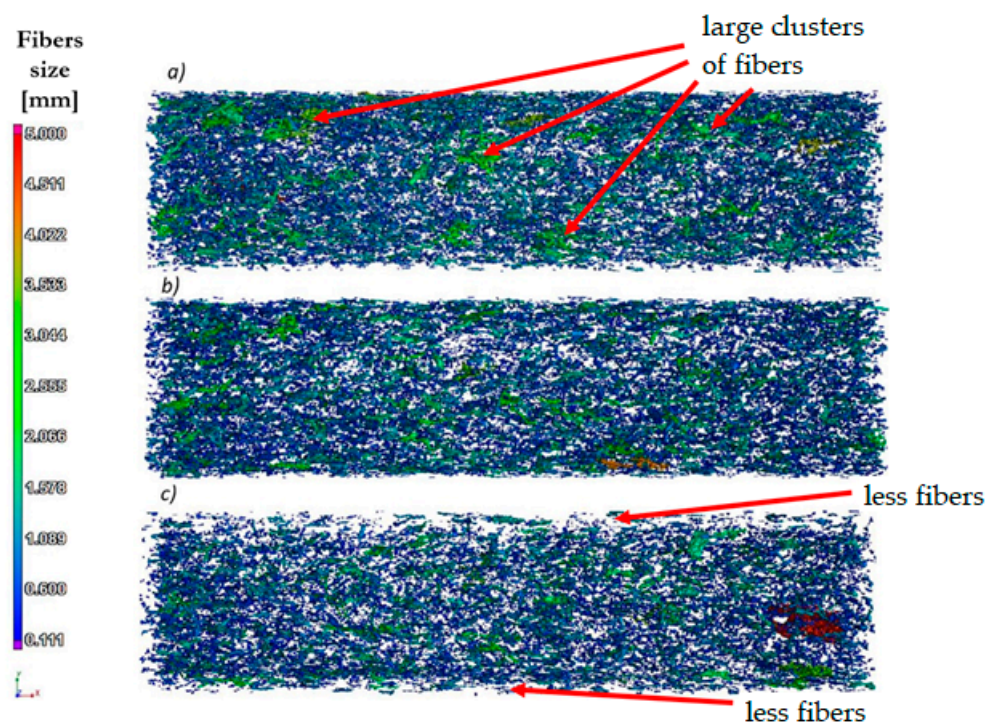 Fibers
size
[mm]
5.000
4.511
4.022
3.533
3.044
2.555
2.066
1.578
1.089
0.600
0.111
y
x
large clusters
of fibers
a)
b)
c)
less fibers
less fibers